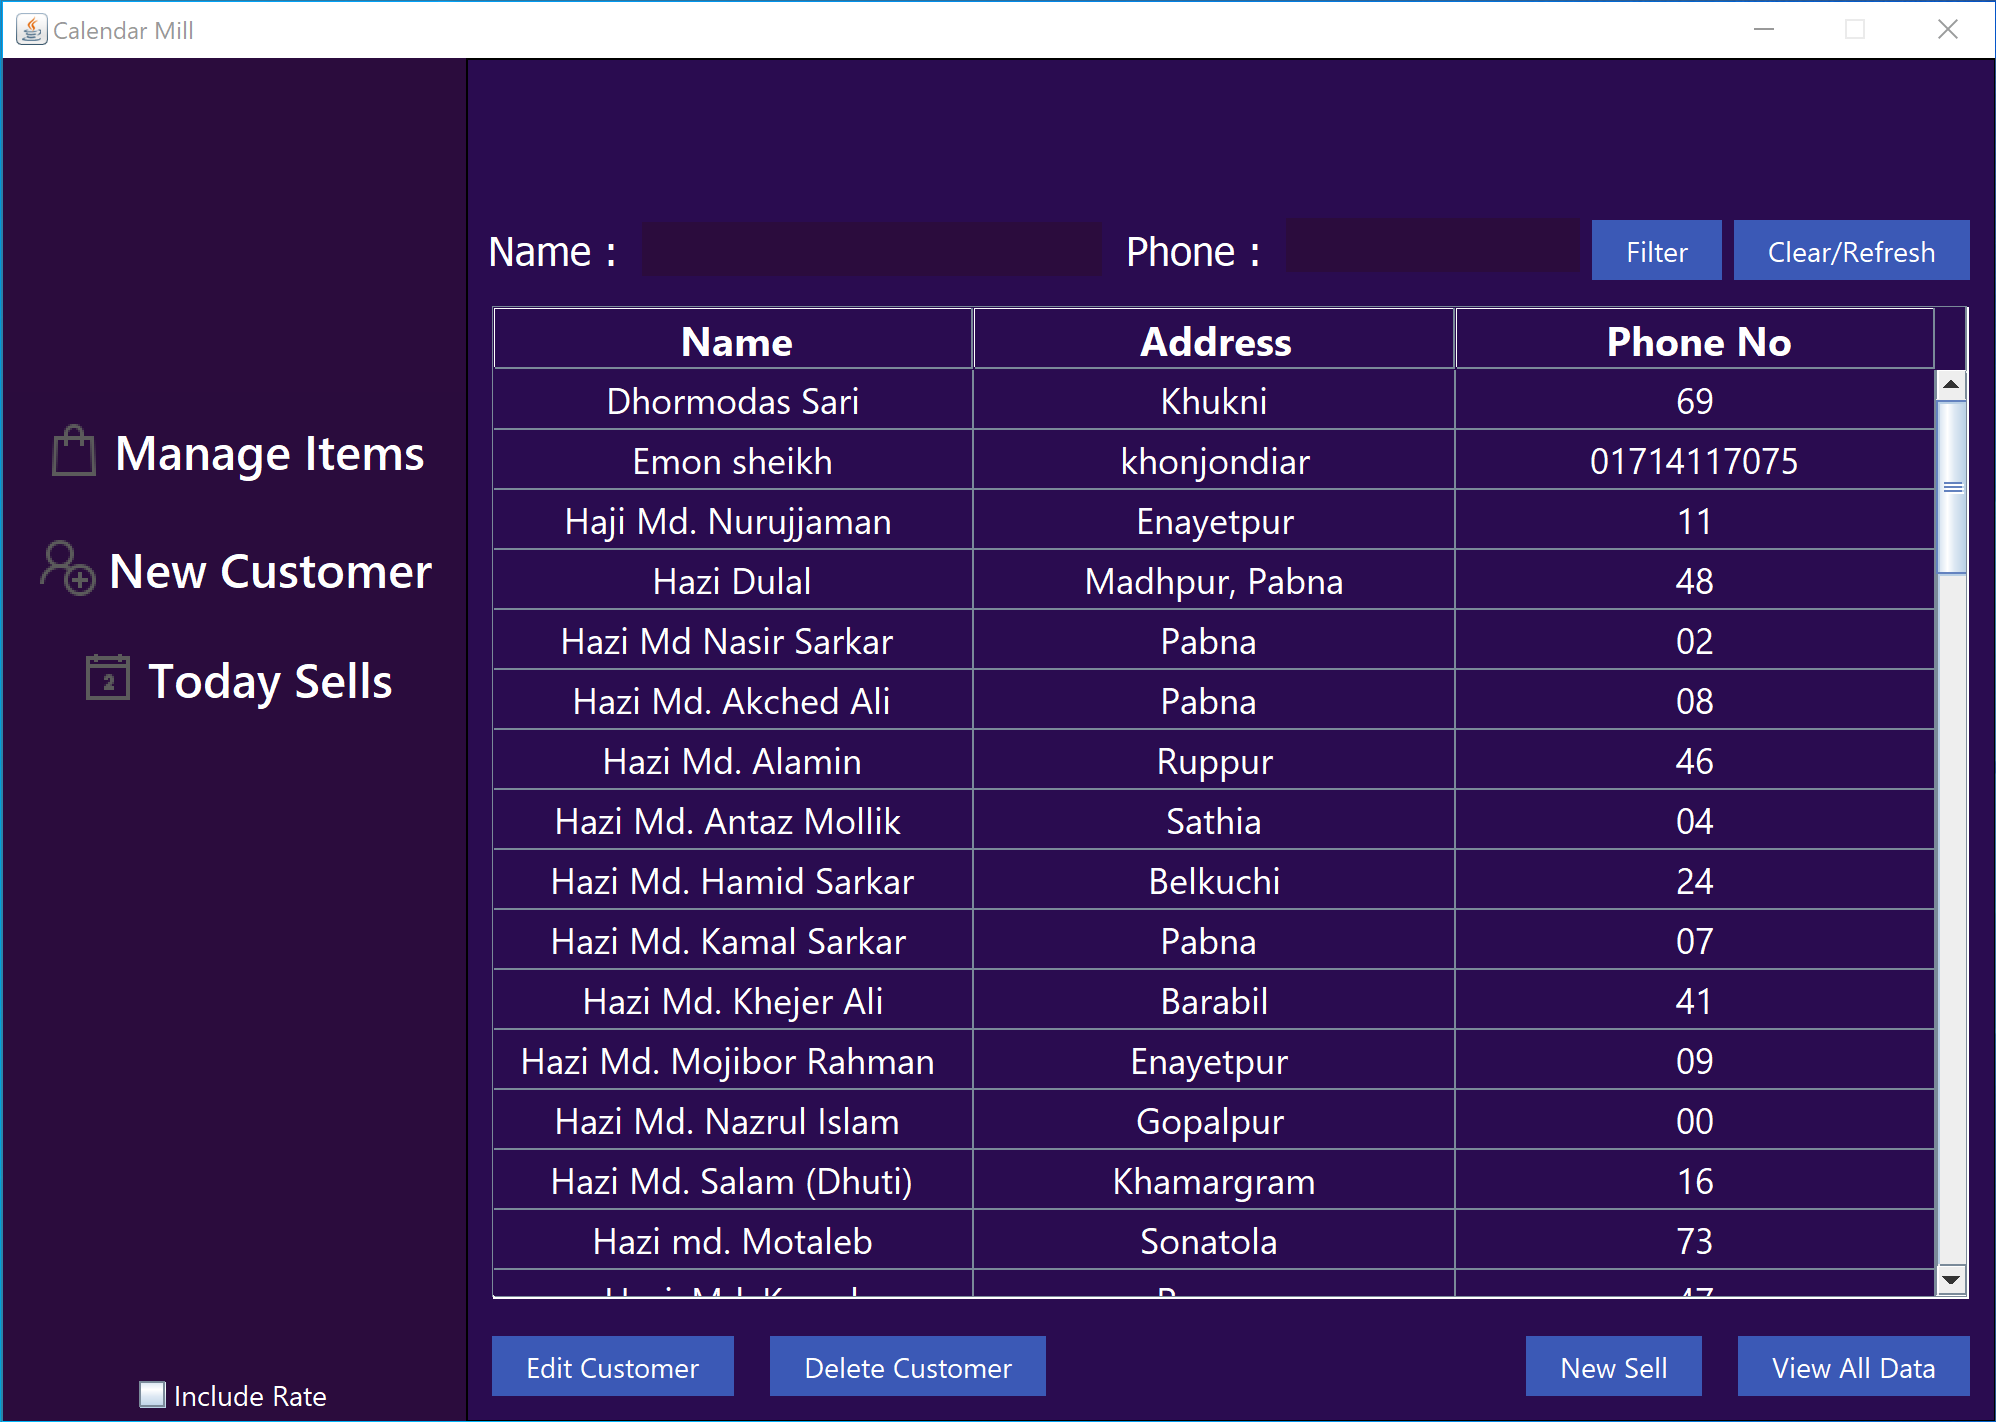 Calendar Mill
Manage Items
New Customer
2 Today Sells
Include Rate
Name : Phone : Filter Clear/Refresh
Name Address Phone No
Dhormodas Sari Khukni 69
Emon sheikh khonjondiar 01714117075
Haji Md. Nurujjaman Enayetpur 11
Hazi Dulal Madhpur, Pabna 48
Hazi Md Nasir Sarkar Pabna 02
Hazi Md. Akched Ali Pabna 08
Hazi Md. Alamin Ruppur 46
Hazi Md. Antaz Mollik Sathia 04
Hazi Md. Hamid Sarkar Belkuchi 24
Hazi Md. Kamal Sarkar Pabna 07
Hazi Md. Khejer Ali Barabil 41
Hazi Md. Mojibor Rahman Enayetpur 09
Hazi Md. Nazrul Islam Gopalpur 00
Hazi Md. Salam (Dhuti) Khamargram 16
Hazi md. Motaleb Sonatola 73
Edit Customer Delete Customer New Sell View All Data